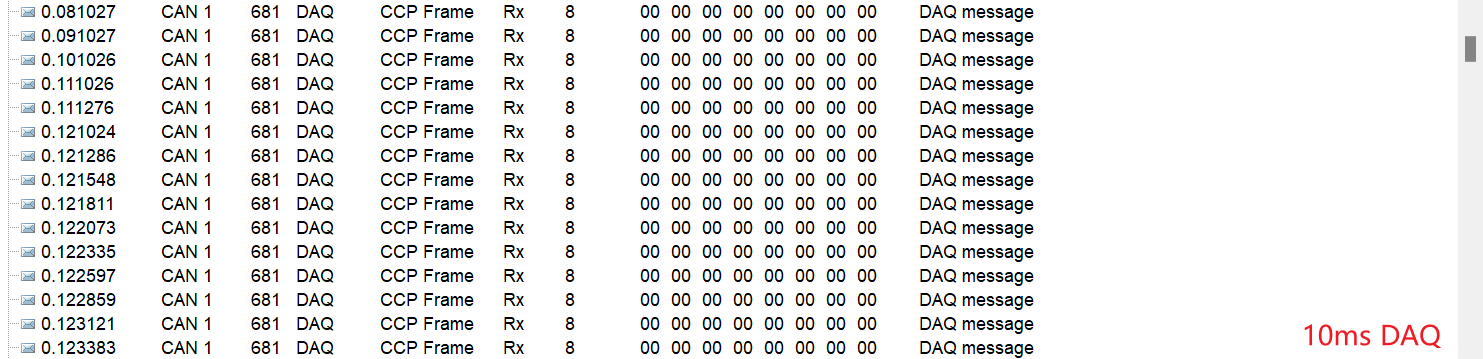 0.081027 CAN 1 681 DAQ CCP Frame Rx 8 00 00 00 00 00 00 00 00 DAQ message
0.091027 CAN 1 681 DAQ CCP Frame Rx 8 00 00 00 00 00 00 00 00 DAQ message
0.101026 CAN 1 681 DAQ CCP Frame Rx 8 00 00 00 00 00 00 00 00 DAQ message
0.111026 CAN 1 681 DAQ CCP Frame Rx 8 00 00 00 00 00 00 00 00 DAQ message
0.111276 CAN 1 681 DAQ CCP Frame Rx 8 00 00 00 00 00 00 00 00 DAQ message
0.121024 CAN 1 681 DAQ CCP Frame Rx 8 00 00 00 00 00 00 00 00 DAQ message
0.121286 CAN 1 681 DAQ CCP Frame Rx 8 00 00 00 00 00 00 00 00 DAQ message
0.121548 CAN 1 681 DAQ CCP Frame Rx 8 00 00 00 00 00 00 00 00 DAQ message
0.121811 CAN 1 681 DAQ CCP Frame Rx 8 00 00 00 00 00 00 00 00 DAQ message
0.122073 CAN 1 681 DAQ CCP Frame Rx 8 00 00 00 00 00 00 00 00 DAQ message
0.122335 CAN 1 681 DAQ CCP Frame Rx 8 00 00 00 00 00 00 00 00 DAQ message
0.122597 CAN 1 681 DAQ CCP Frame Rx 8 00 00 00 00 00 00 00 00 DAQ message
0.122859 CAN 1 681 DAQ CCP Frame Rx 8 00 00 00 00 00 00 00 00 DAQ message
0.123121 CAN 1 681 DAQ CCP Frame Rx 8 00 00 00 00 00 00 00 00 DAQ message
0.123383 CAN 1 681 DAQ CCP Frame Rx 8 00 00 00 00 00 00 00 00 DAQ message
10ms DAQ